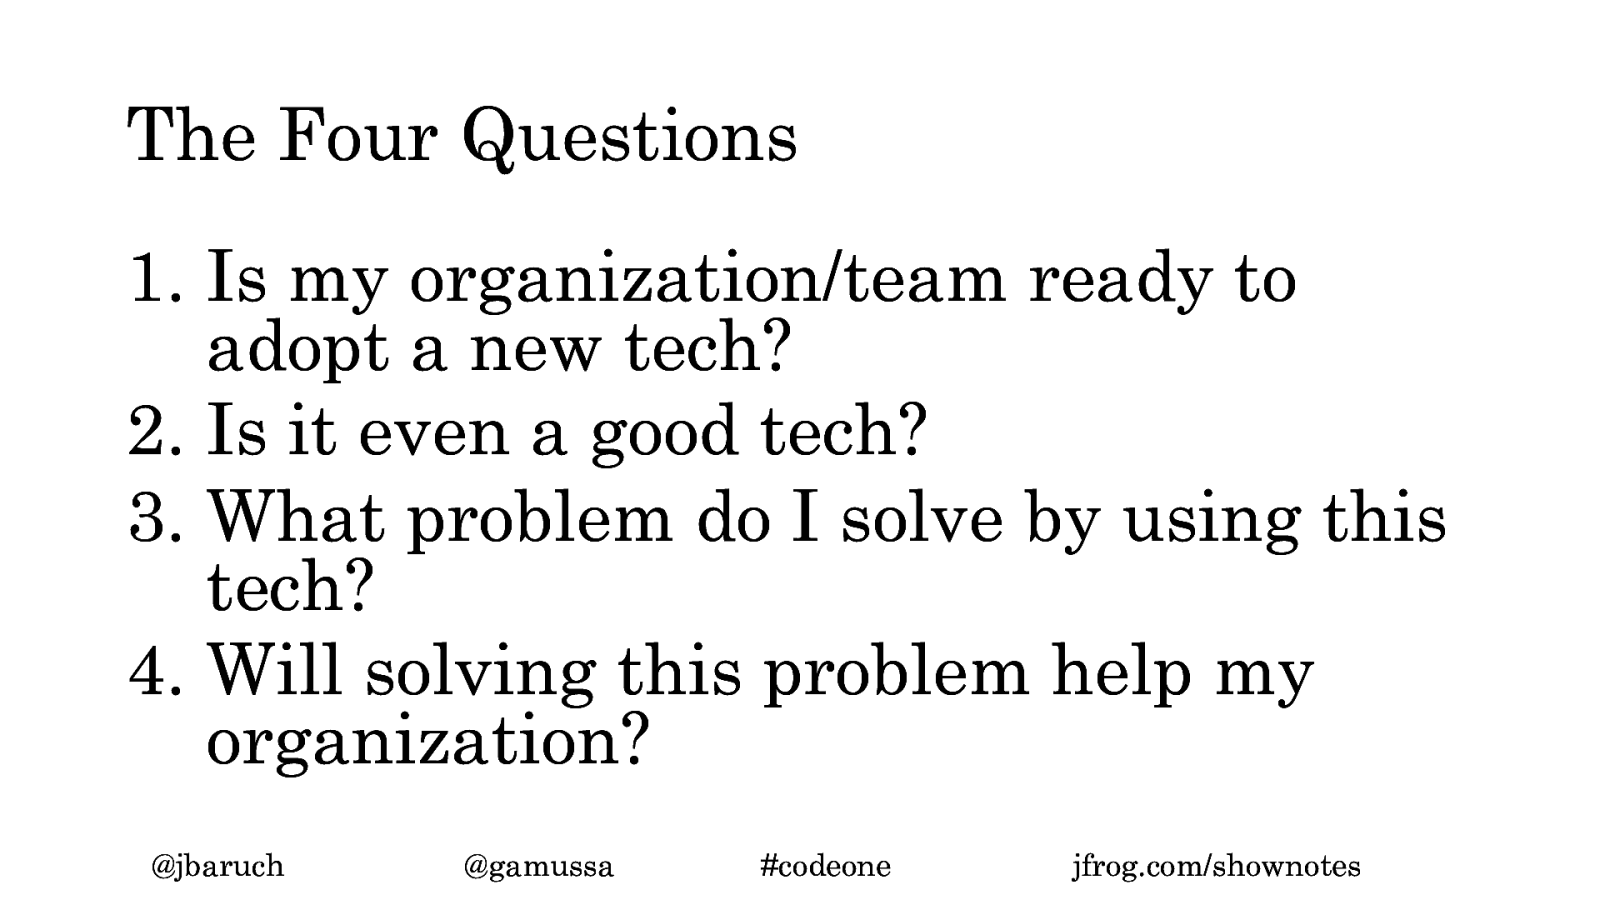 The Four Questions
1. Is my organization/team ready to
adopt a new tech?
2. Is it even a good tech?
3. What problem do I solve by using this
tech?
4. Will solving this problem help my
organization?
@jbaruch @gamussa #codeone jfrog.com/shownotes